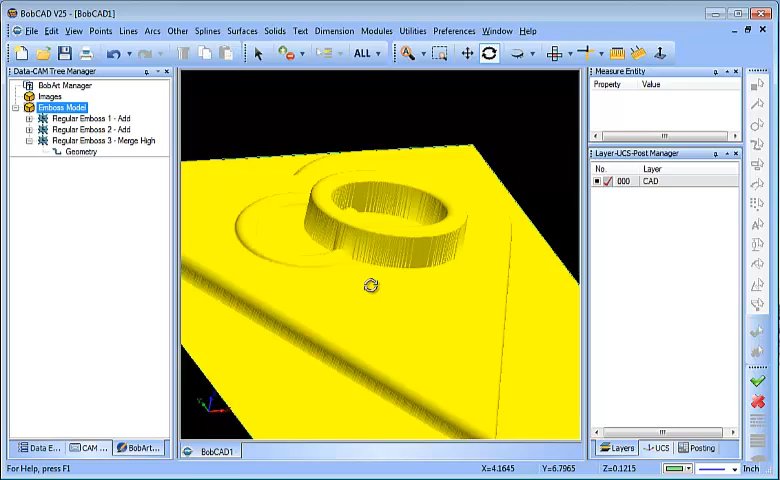 BobCAD V25 - [BobCAD1]
File Edit View Points Lines Arcs Other Splines Surfaces Solids Text Dimension Modules Utilities Preferences Window Help
ALL
Data-CAM Tree Manager
BobArt Manager
Images
Emboss Model
Regular Emboss 1 - Add
Regular Emboss 2 - Add
Regular Emboss 3 - Merge High
Geometry
Measure Entity
Property Value
Layer-UCS-Post Manager
No. Layer
000 CAD
Data E... CAM ... BobArt...
BobCAD1
Layers UCS Posting
For Help, press F1
X=4.1645 Y=6.7965 Z=0.1215 Inch